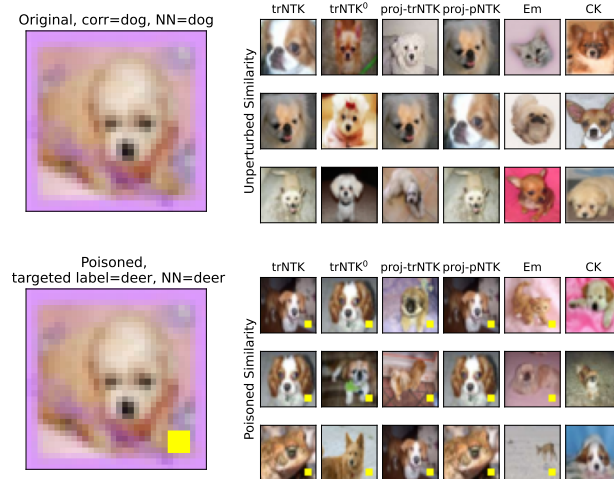 Original, corr=dog, NN=dog
trNTK trNTK⁰ proj-trNTK proj-pNTK Em CK
Unperturbed Similarity
Poisoned,
targeted label=deer, NN=deer
trNTK trNTK⁰ proj-trNTK proj-pNTK Em CK
Poisoned Similarity